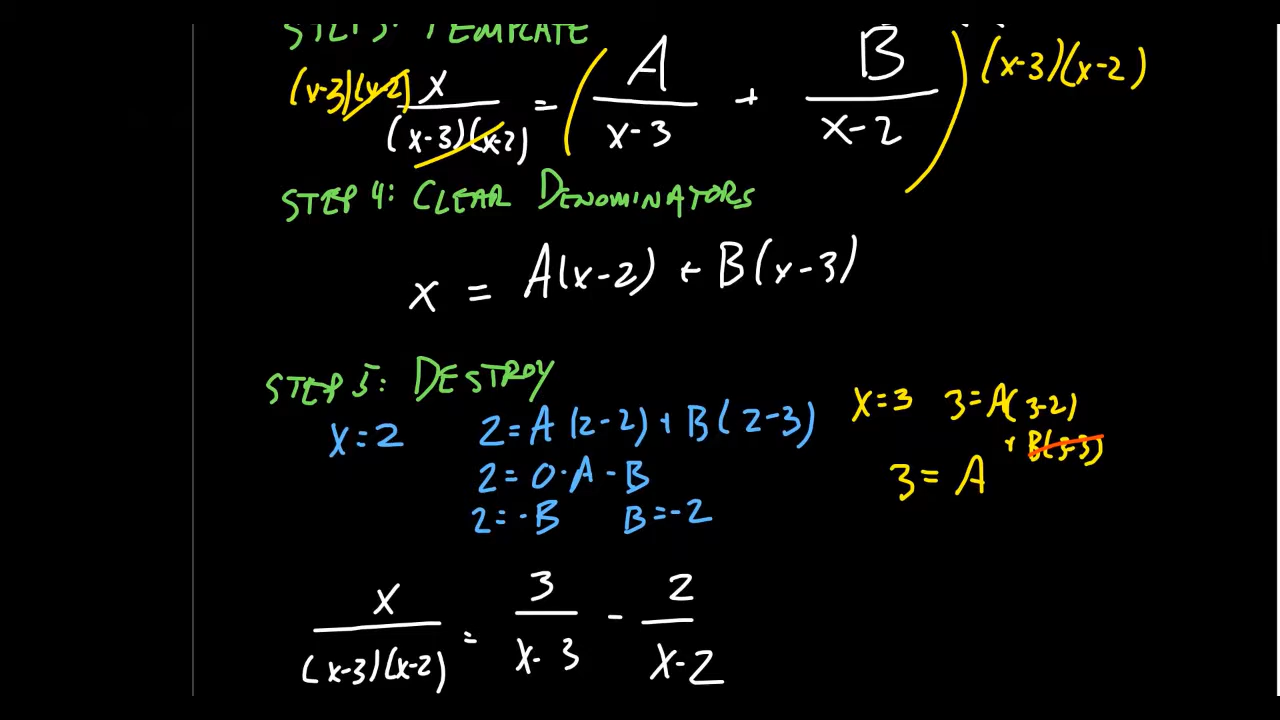 STEP 3: TEMPLATE
(x-3)(x-2) x/((x-3)(x-2)) = (A/(x-3) + B/(x-2)) (x-3)(x-2)
STEP 4: CLEAR DENOMINATORS
x = A(x-2) + B(x-3)
STEP 5: DESTROY
x=2 2=A(2-2)+B(2-3)
2=0·A-B
2=-B B=-2
x=3 3=A(3-2)
+B(3-3)
3=A
x/((x-3)(x-2)) = 3/(x-3) - 2/(x-2)